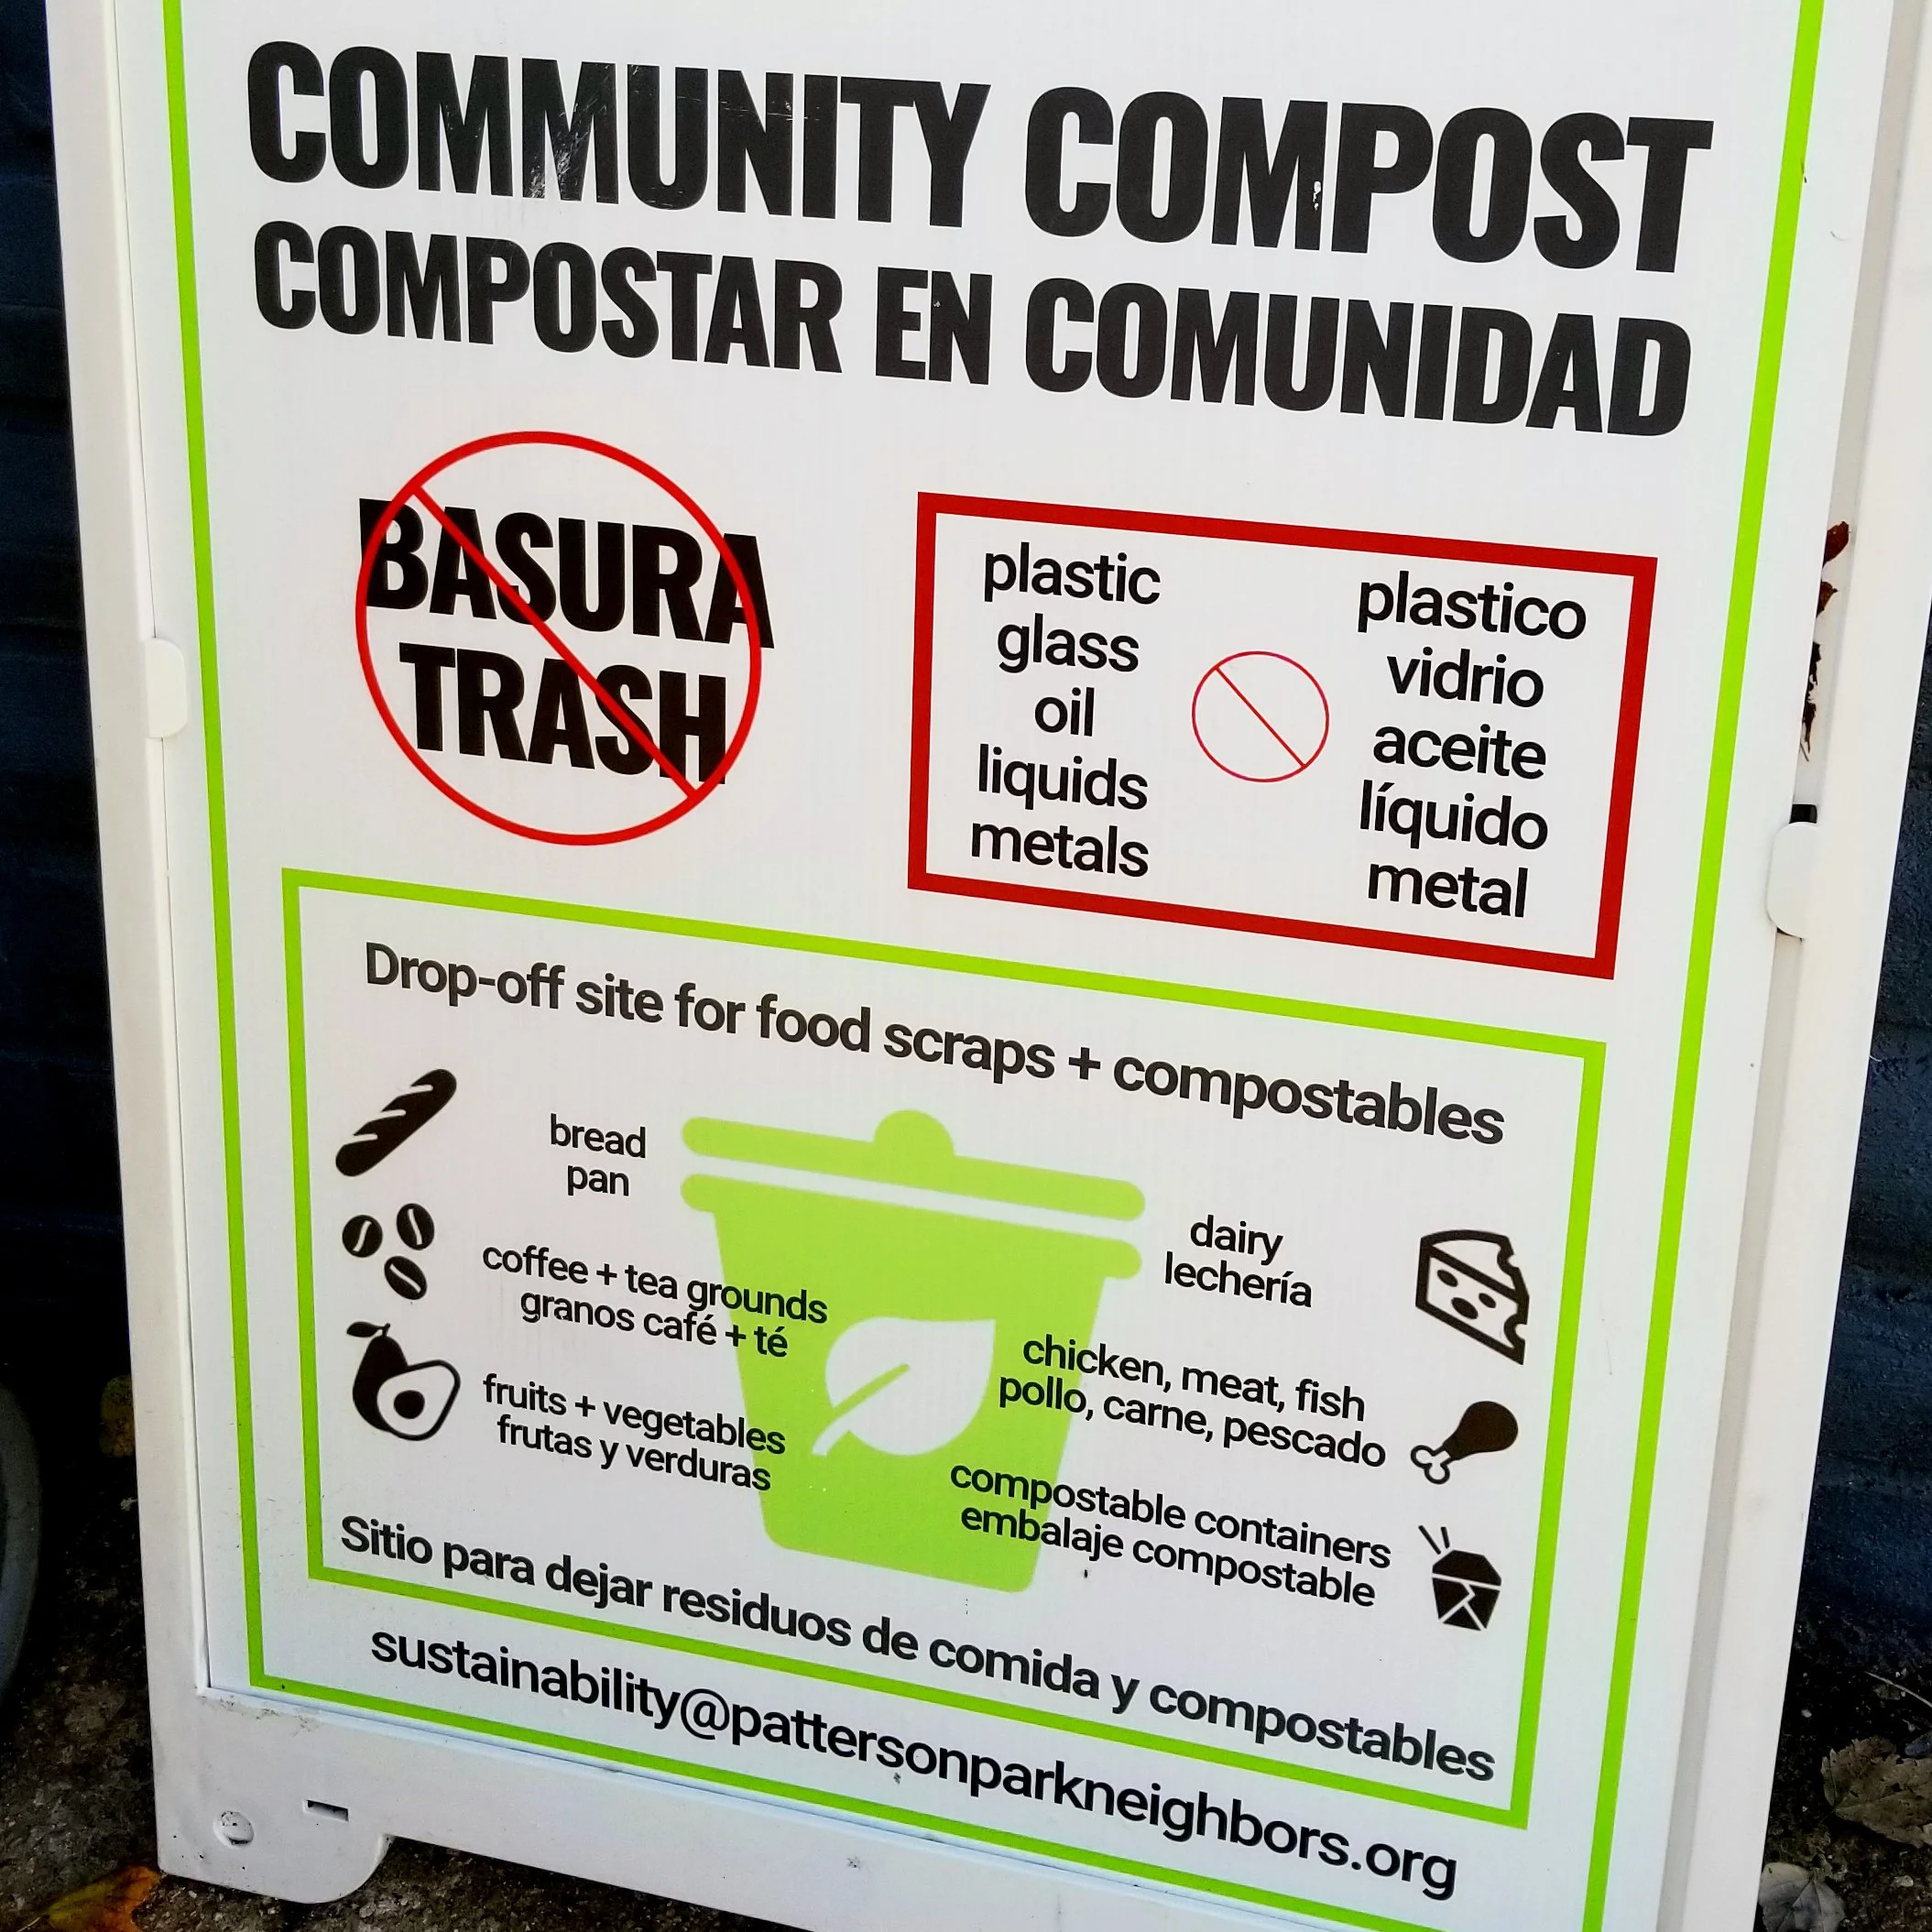 COMMUNITY COMPOST
COMPOSTAR EN COMUNIDAD
BASURA
TRASH
plastic
glass
oil
liquids
metals
plastico
vidrio
aceite
líquido
metal
Drop-off site for food scraps + compostables
bread
pan
coffee + tea grounds
granos café + té
fruits + vegetables
frutas y verduras
dairy
lechería
chicken, meat, fish
pollo, carne, pescado
compostable containers
embalaje compostable
Sitio para dejar residuos de comida y compostables
sustainability@pattersonparkneighbors.org